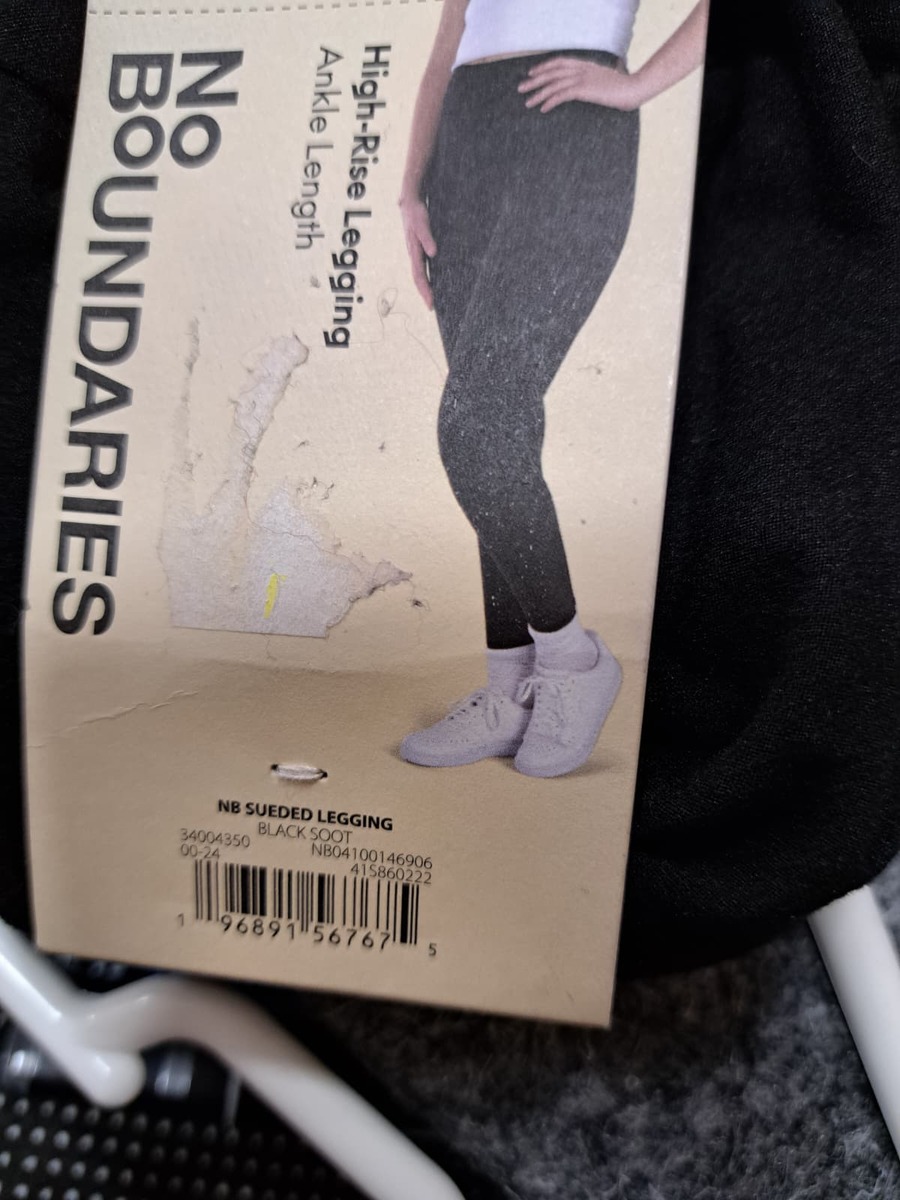 NO
BOUNDARIES
High-Rise Legging
Ankle Length
NB SUEDED LEGGING
BLACK SOOT
34004350 NB04100146906
00-24 415860222
1 96891 56767 5